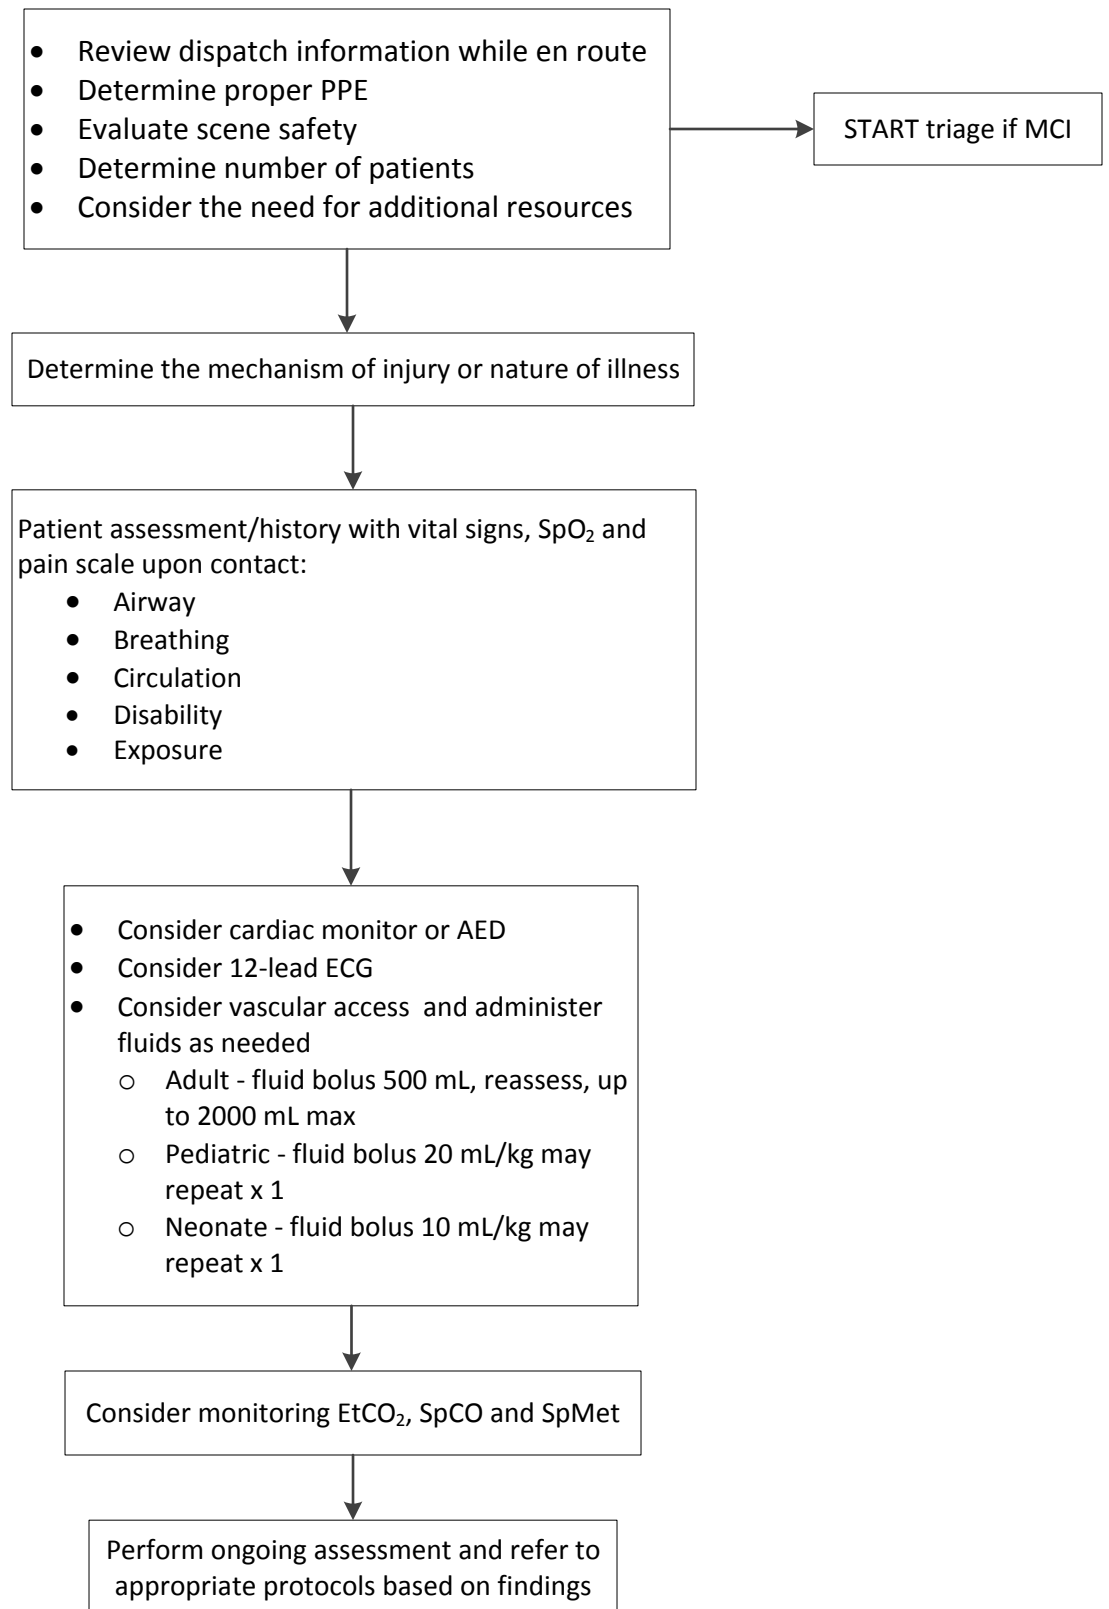 • Review dispatch information while en route
• Determine proper PPE
• Evaluate scene safety
• Determine number of patients
• Consider the need for additional resources
START triage if MCI
Determine the mechanism of injury or nature of illness
Patient assessment/history with vital signs, SpO₂ and
pain scale upon contact:
• Airway
• Breathing
• Circulation
• Disability
• Exposure
• Consider cardiac monitor or AED
• Consider 12-lead ECG
• Consider vascular access and administer
fluids as needed
o Adult - fluid bolus 500 mL, reassess, up
to 2000 mL max
o Pediatric - fluid bolus 20 mL/kg may
repeat x 1
o Neonate - fluid bolus 10 mL/kg may
repeat x 1
Consider monitoring EtCO₂, SpCO and SpMet
Perform ongoing assessment and refer to
appropriate protocols based on findings